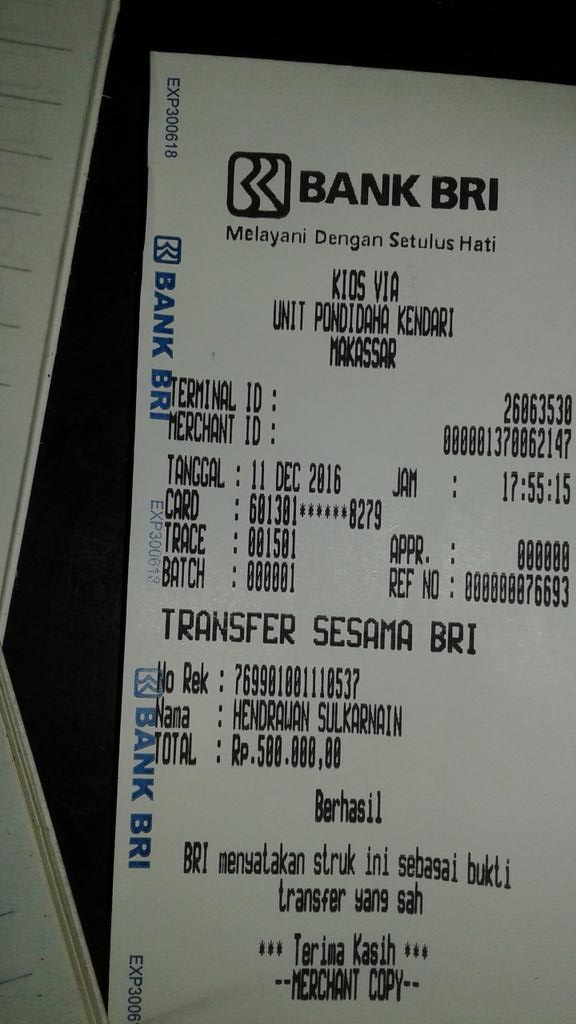 EXP300618
BANK BRI
Melayani Dengan Setulus Hati
KIOS VIA
UNIT PONDIDAHA KENDARI
MAKASSAR
BANK BRI
TERMINAL ID : 26063530
MERCHANT ID : 000001370062147
TANGGAL : 11 DEC 2016 JAM : 17:55:15
CARD : 601301******8279
TRACE : 001501 APPR. : 000000
BATCH : 000001 REF NO : 000000076693
EXP300618
TRANSFER SESAMA BRI
No Rek : 769901001110537
Nama : HENDRAWAN SULKARNAIN
TOTAL : Rp.500.000,00
BANK BRI
Berhasil
BRI menyatakan struk ini sebagai bukti
transfer yang sah
*** Terima Kasih ***
--MERCHANT COPY--
EXP3006